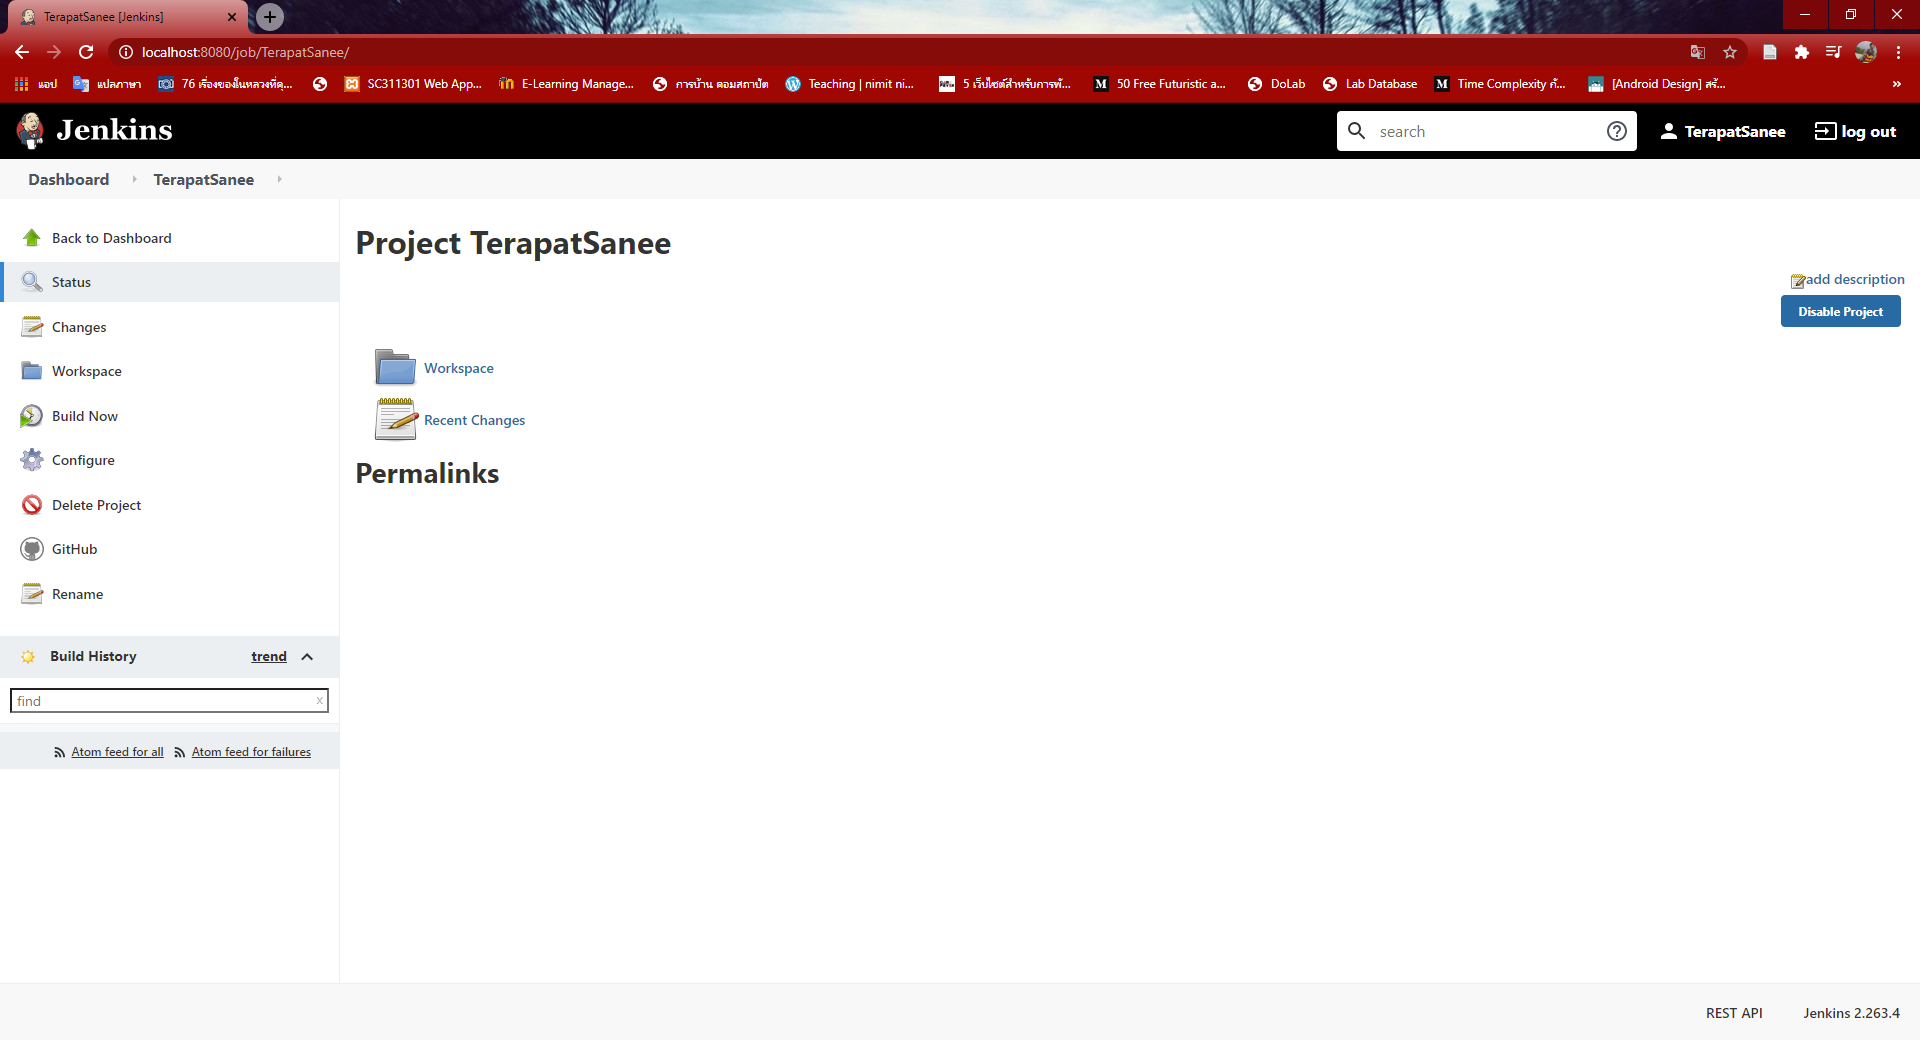 TerapatSanee [Jenkins]
localhost:8080/job/TerapatSanee/
แอป แปลภาษา 76 เรื่องของในหลวงที่ดุ... SC311301 Web App... E-Learning Manage... การบ้าน คอมสถาปัต Teaching | nimit ni... 5 เว็บไซต์สำหรับการพั... 50 Free Futuristic a... DoLab Lab Database Time Complexity คื... [Android Design] สร้... »
Jenkins search TerapatSanee log out
Dashboard TerapatSanee
Back to Dashboard
Status
Changes
Workspace
Build Now
Configure
Delete Project
GitHub
Rename
Build History trend
find x
Atom feed for all Atom feed for failures
Project TerapatSanee
add description
Disable Project
Workspace
Recent Changes
Permalinks
REST API Jenkins 2.263.4